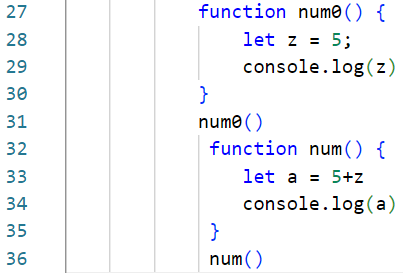 27 function num0() {
28 let z = 5;
29 console.log(z)
30 }
31 num0()
32 function num() {
33 let a = 5+z
34 console.log(a)
35 }
36 num()